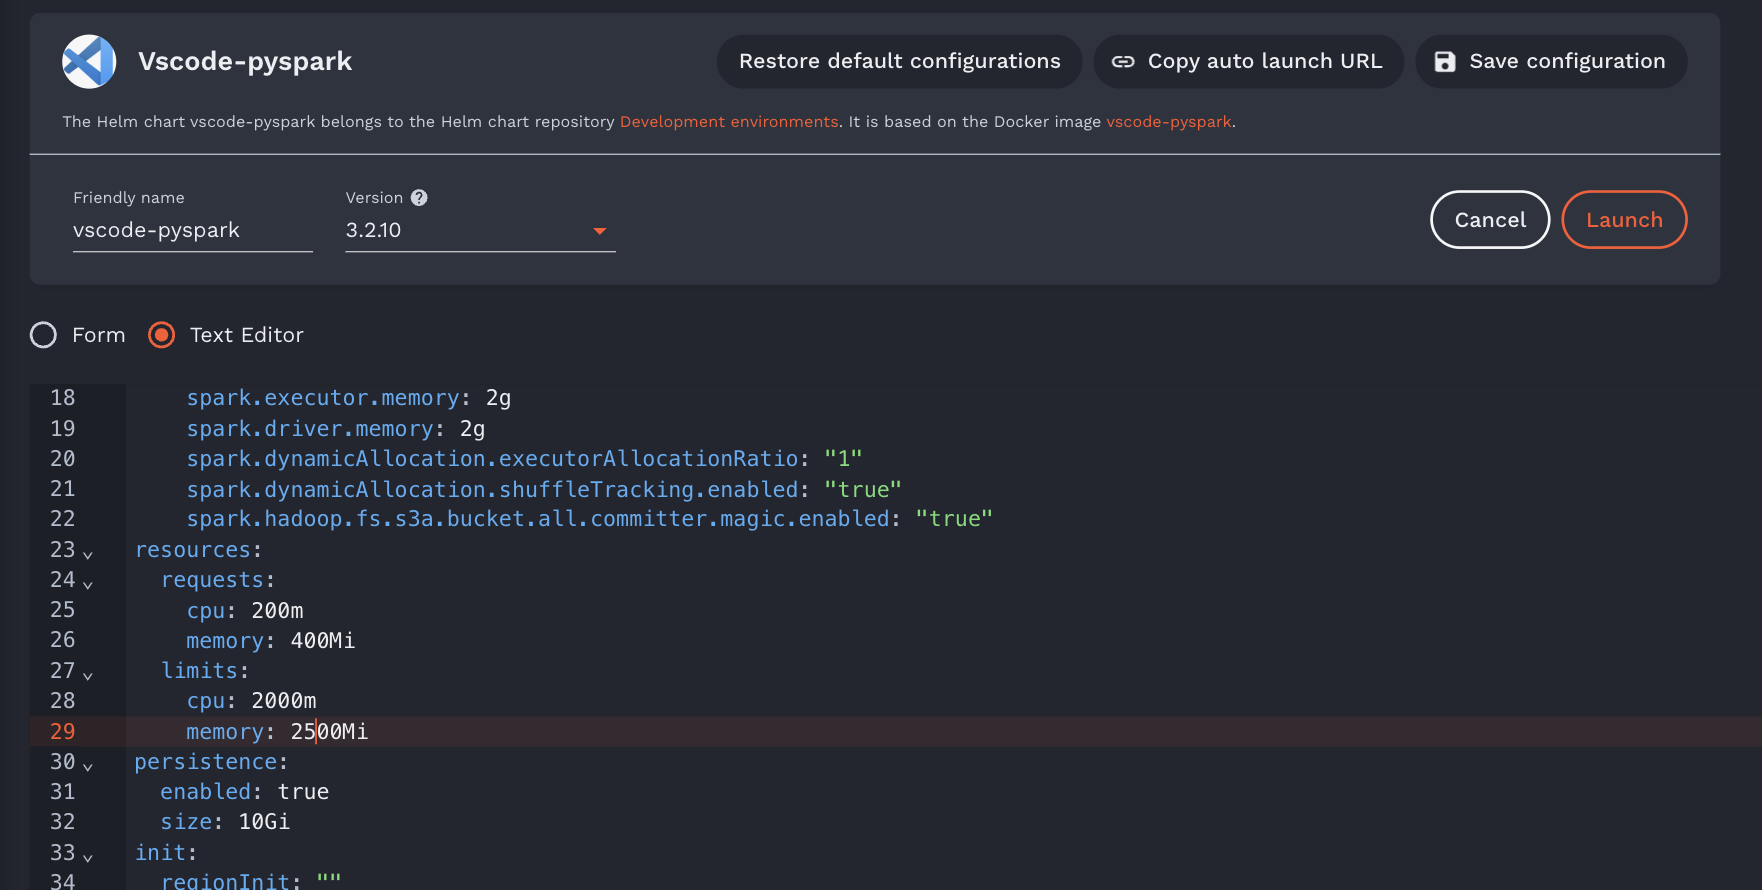 Vscode-pyspark
Restore default configurations
Copy auto launch URL
Save configuration
The Helm chart vscode-pyspark belongs to the Helm chart repository Development environments. It is based on the Docker image vscode-pyspark.
Friendly name
vscode-pyspark
Version ?
3.2.10
Cancel
Launch
Form
Text Editor
18 spark.executor.memory: 2g
19 spark.driver.memory: 2g
20 spark.dynamicAllocation.executorAllocationRatio: "1"
21 spark.dynamicAllocation.shuffleTracking.enabled: "true"
22 spark.hadoop.fs.s3a.bucket.all.committer.magic.enabled: "true"
23 resources:
24 requests:
25 cpu: 200m
26 memory: 400Mi
27 limits:
28 cpu: 2000m
29 memory: 2500Mi
30 persistence:
31 enabled: true
32 size: 10Gi
33 init:
34 regionInit: ""